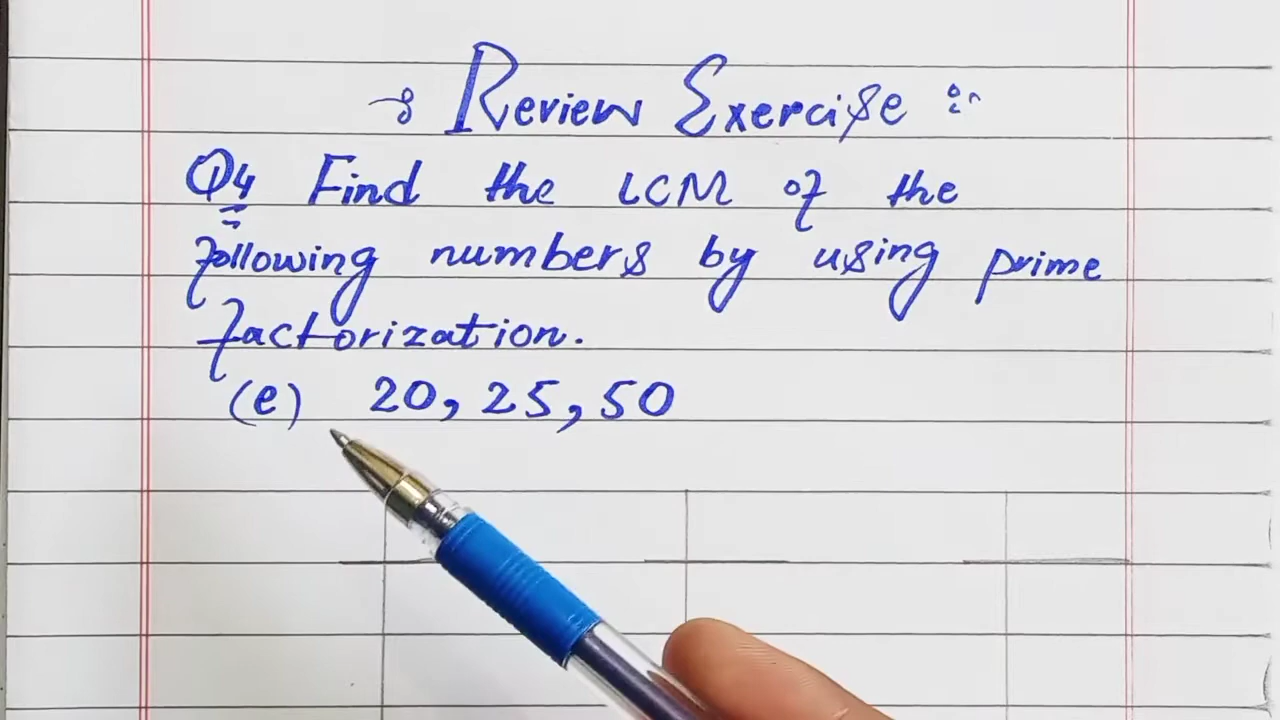 Review Exercise
Q4 Find the LCM of the
following numbers by using prime
factorization.
(e) 20, 25, 50